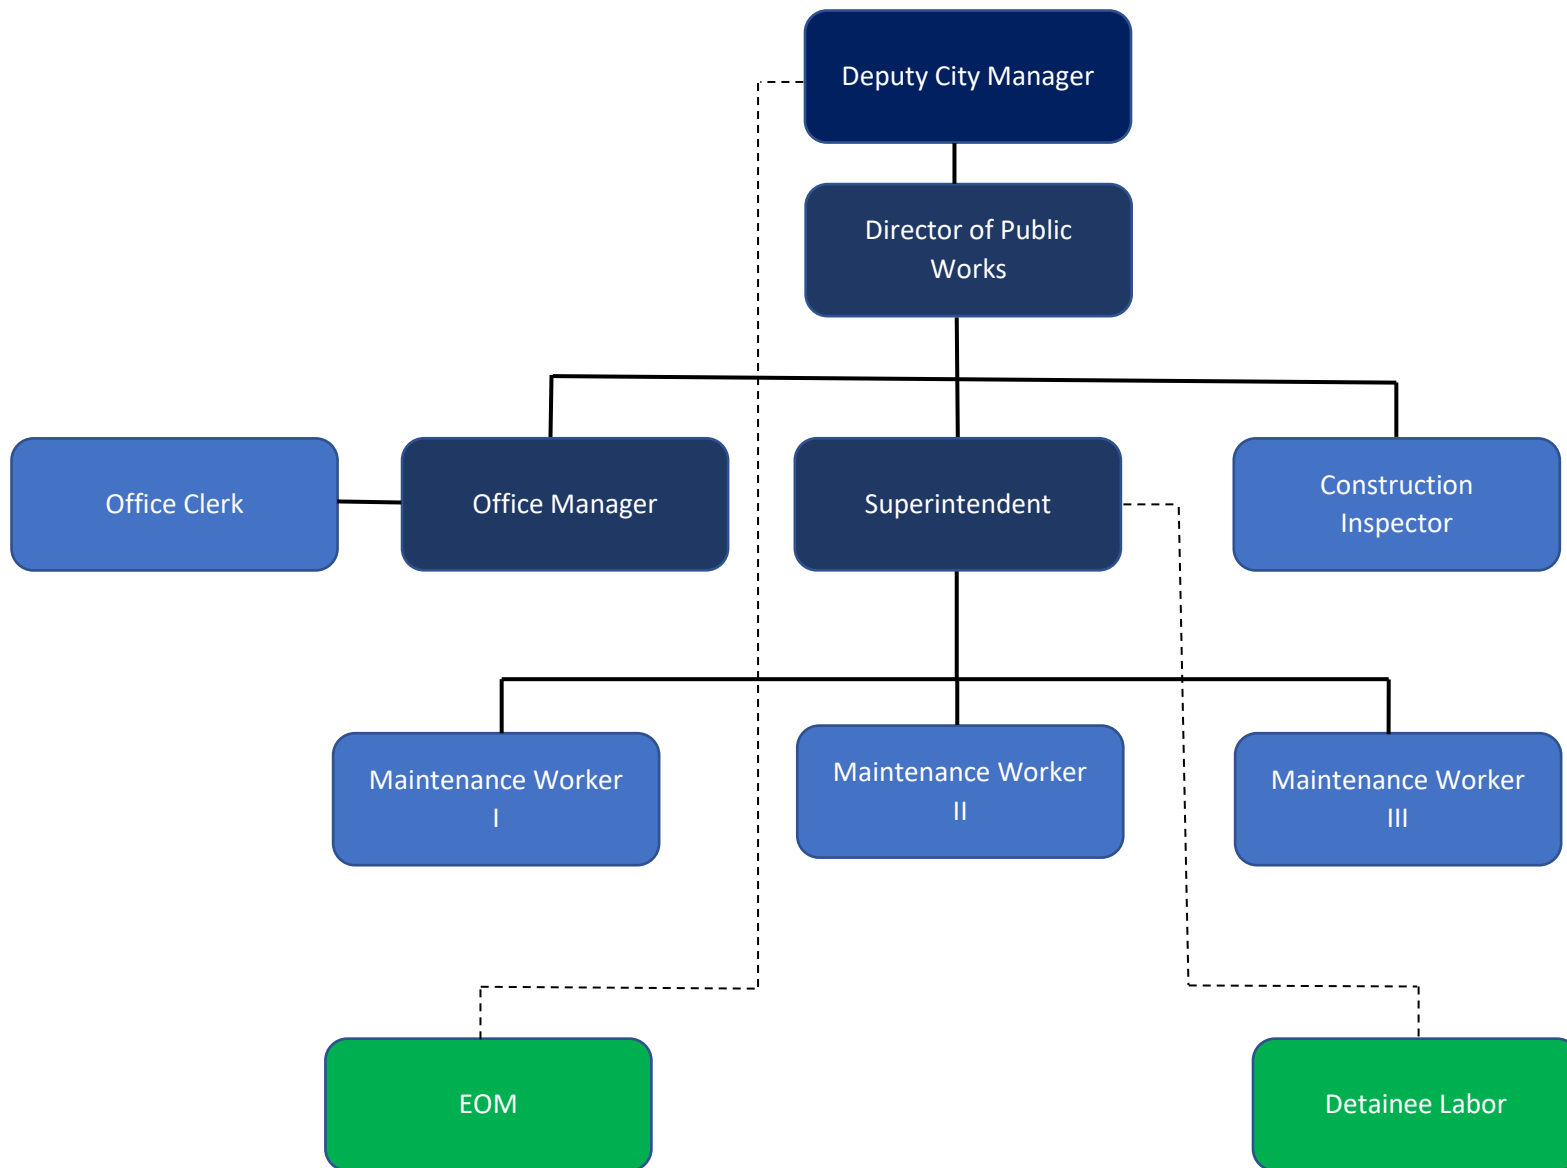 Deputy City Manager
Director of Public
Works
Office Clerk
Office Manager
Superintendent
Construction
Inspector
Maintenance Worker
I
Maintenance Worker
II
Maintenance Worker
III
EOM
Detainee Labor